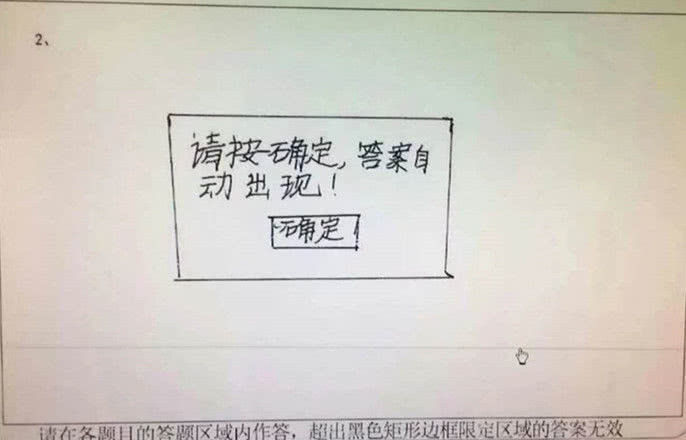 2、
请按确定，答案自
动出现！
确定
请在各题目的答题区域内作答，超出黑色矩形边框限定区域的答案无效